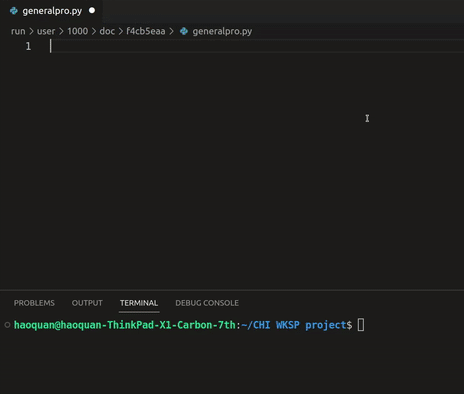 generalpro.py
run > user > 1000 > doc > f4cb5eaa > generalpro.py
1
PROBLEMS OUTPUT TERMINAL DEBUG CONSOLE
haoquan@haoquan-ThinkPad-X1-Carbon-7th:~/CHI WKSP project$